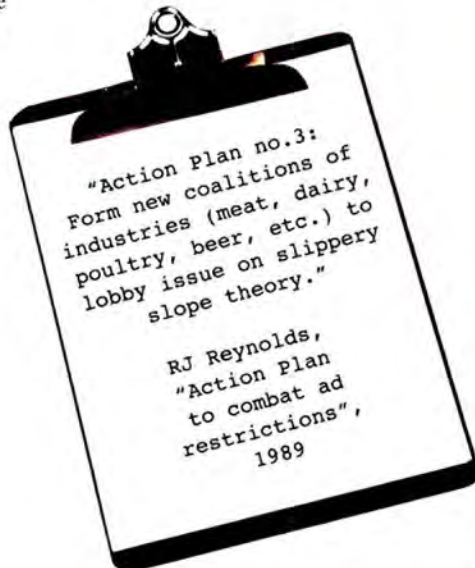 "Action Plan no.3:
Form new coalitions of
industries (meat, dairy,
poultry, beer, etc.) to
lobby issue on slippery
slope theory."
RJ Reynolds,
"Action Plan
to combat ad
restrictions",
1989